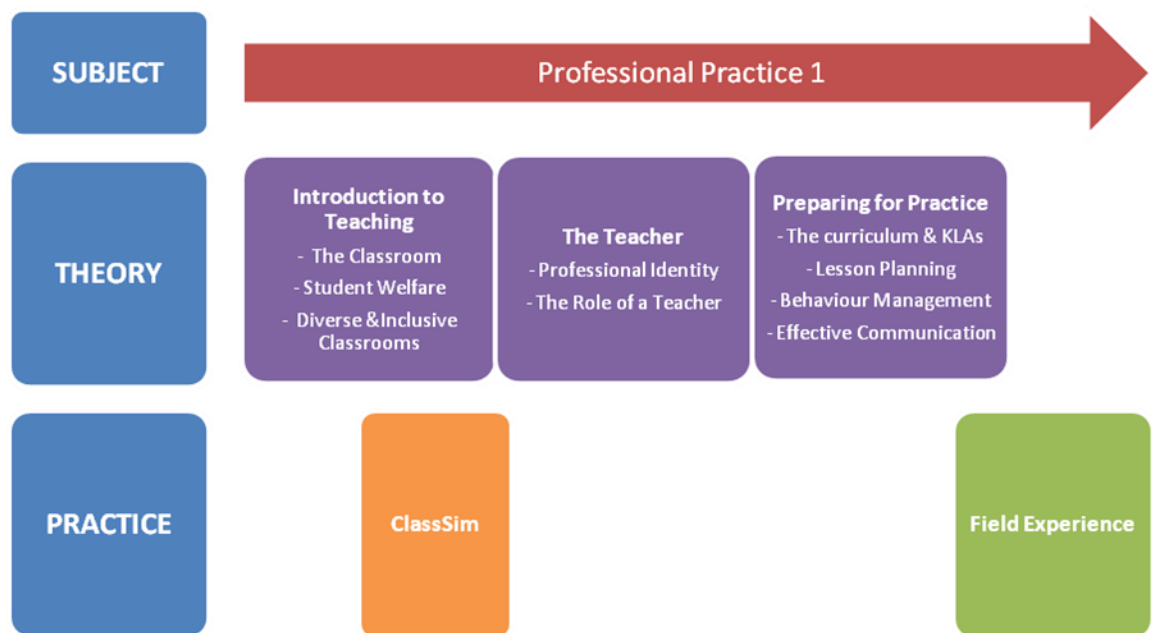 SUBJECT
Professional Practice 1
THEORY
Introduction to
Teaching
- The Classroom
- Student Welfare
- Diverse &Inclusive
Classrooms
The Teacher
- Professional Identity
- The Role of a Teacher
Preparing for Practice
- The curriculum & KLAs
- Lesson Planning
- Behaviour Management
- Effective Communication
PRACTICE
ClassSim
Field Experience